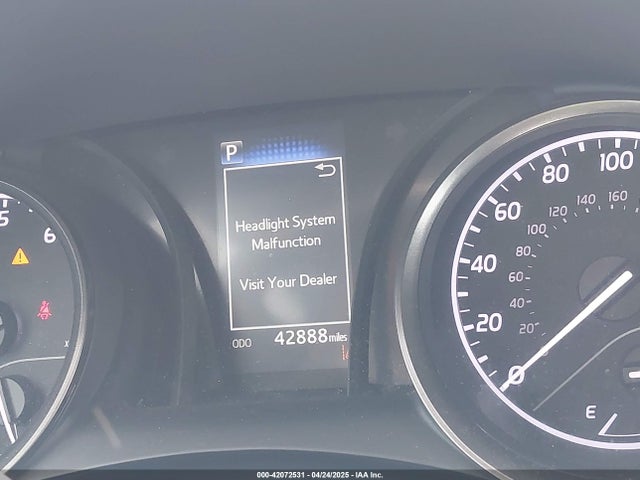 P
Headlight System
Malfunction
Visit Your Dealer
ODO 42888 miles
5
6
x
0
20
40
60
80
100
20
40
60
80
100
120
140
160
E
000-42072531 - 04/24/2025 - IAA Inc.